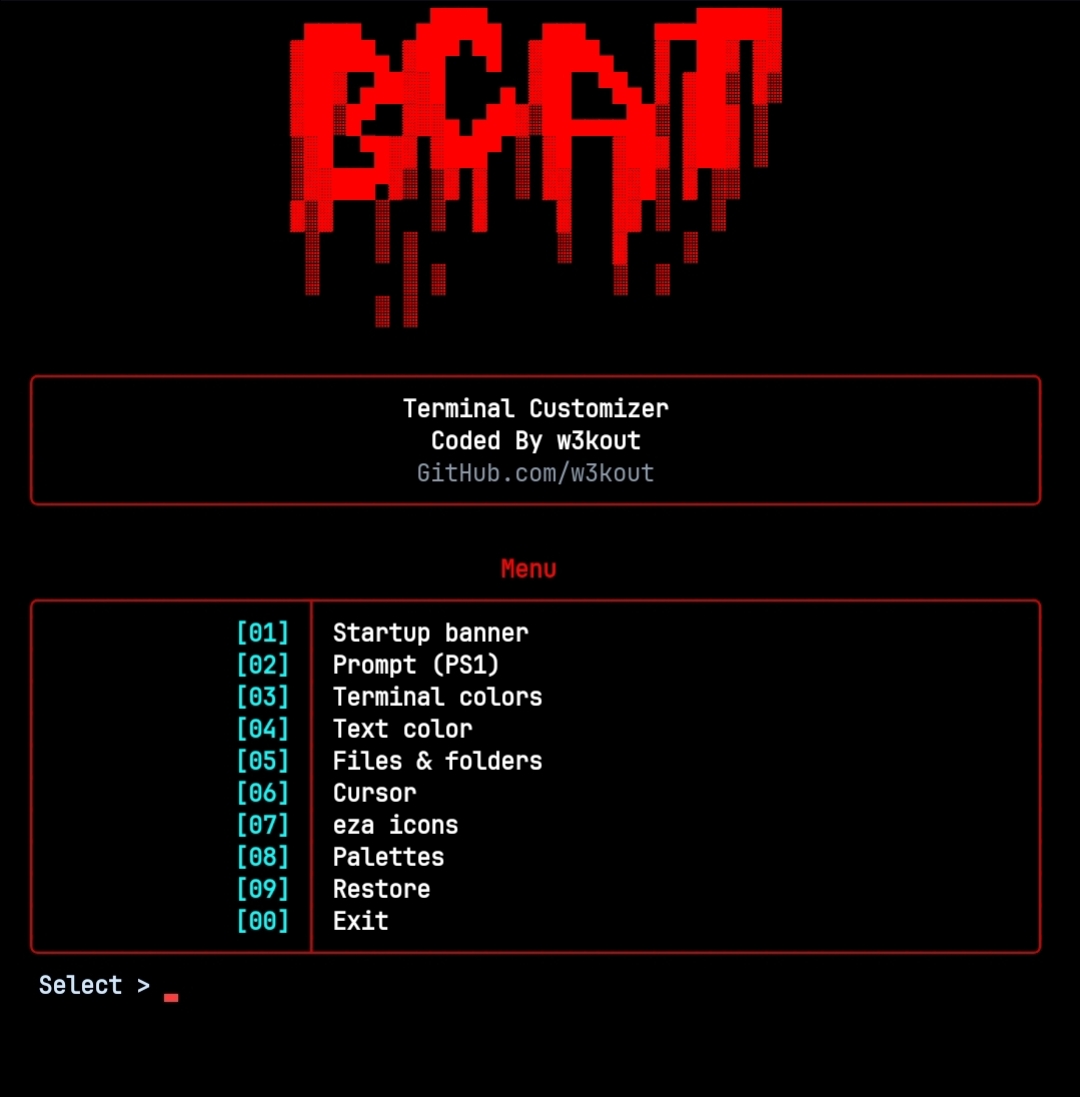 BCAT
Terminal Customizer
Coded By w3kout
GitHub.com/w3kout
Menu
[01] Startup banner
[02] Prompt (PS1)
[03] Terminal colors
[04] Text color
[05] Files & folders
[06] Cursor
[07] eza icons
[08] Palettes
[09] Restore
[00] Exit
Select >